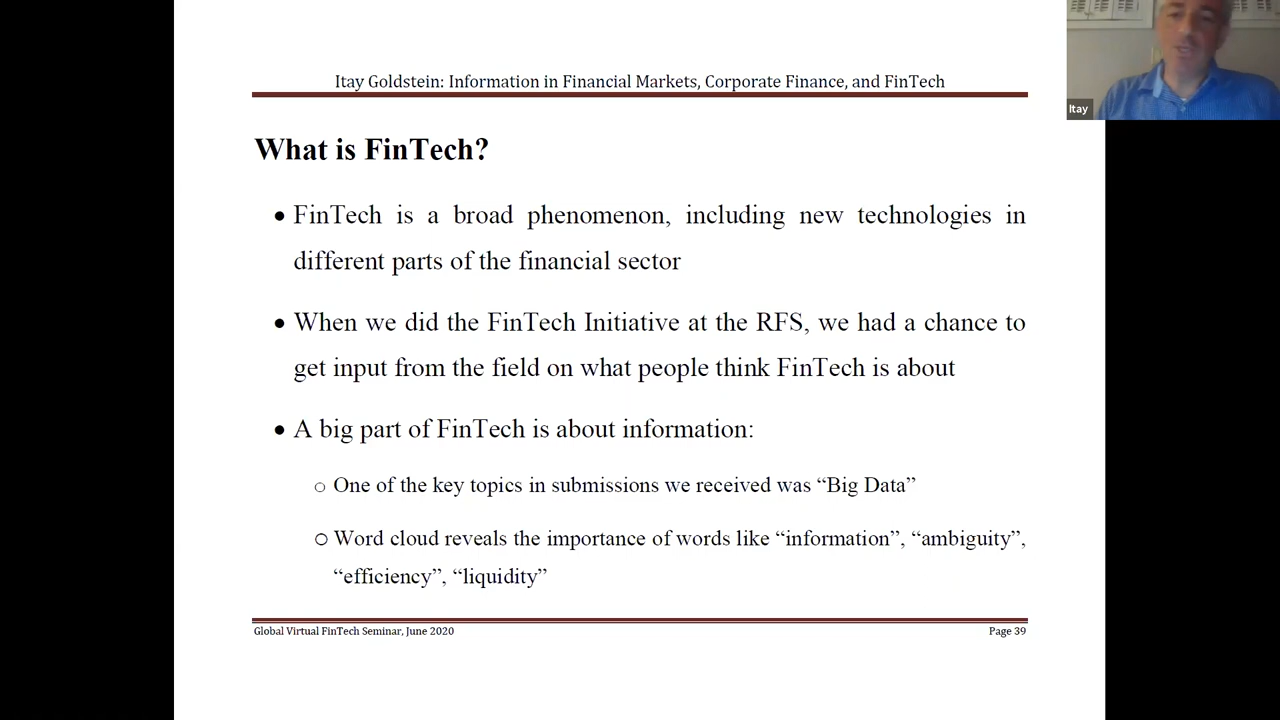 Itay Goldstein: Information in Financial Markets, Corporate Finance, and FinTech
Itay
What is FinTech?
• FinTech is a broad phenomenon, including new technologies in
different parts of the financial sector
• When we did the FinTech Initiative at the RFS, we had a chance to
get input from the field on what people think FinTech is about
• A big part of FinTech is about information:
○ One of the key topics in submissions we received was “Big Data”
○ Word cloud reveals the importance of words like “information”, “ambiguity”,
“efficiency”, “liquidity”
Global Virtual FinTech Seminar, June 2020
Page 39